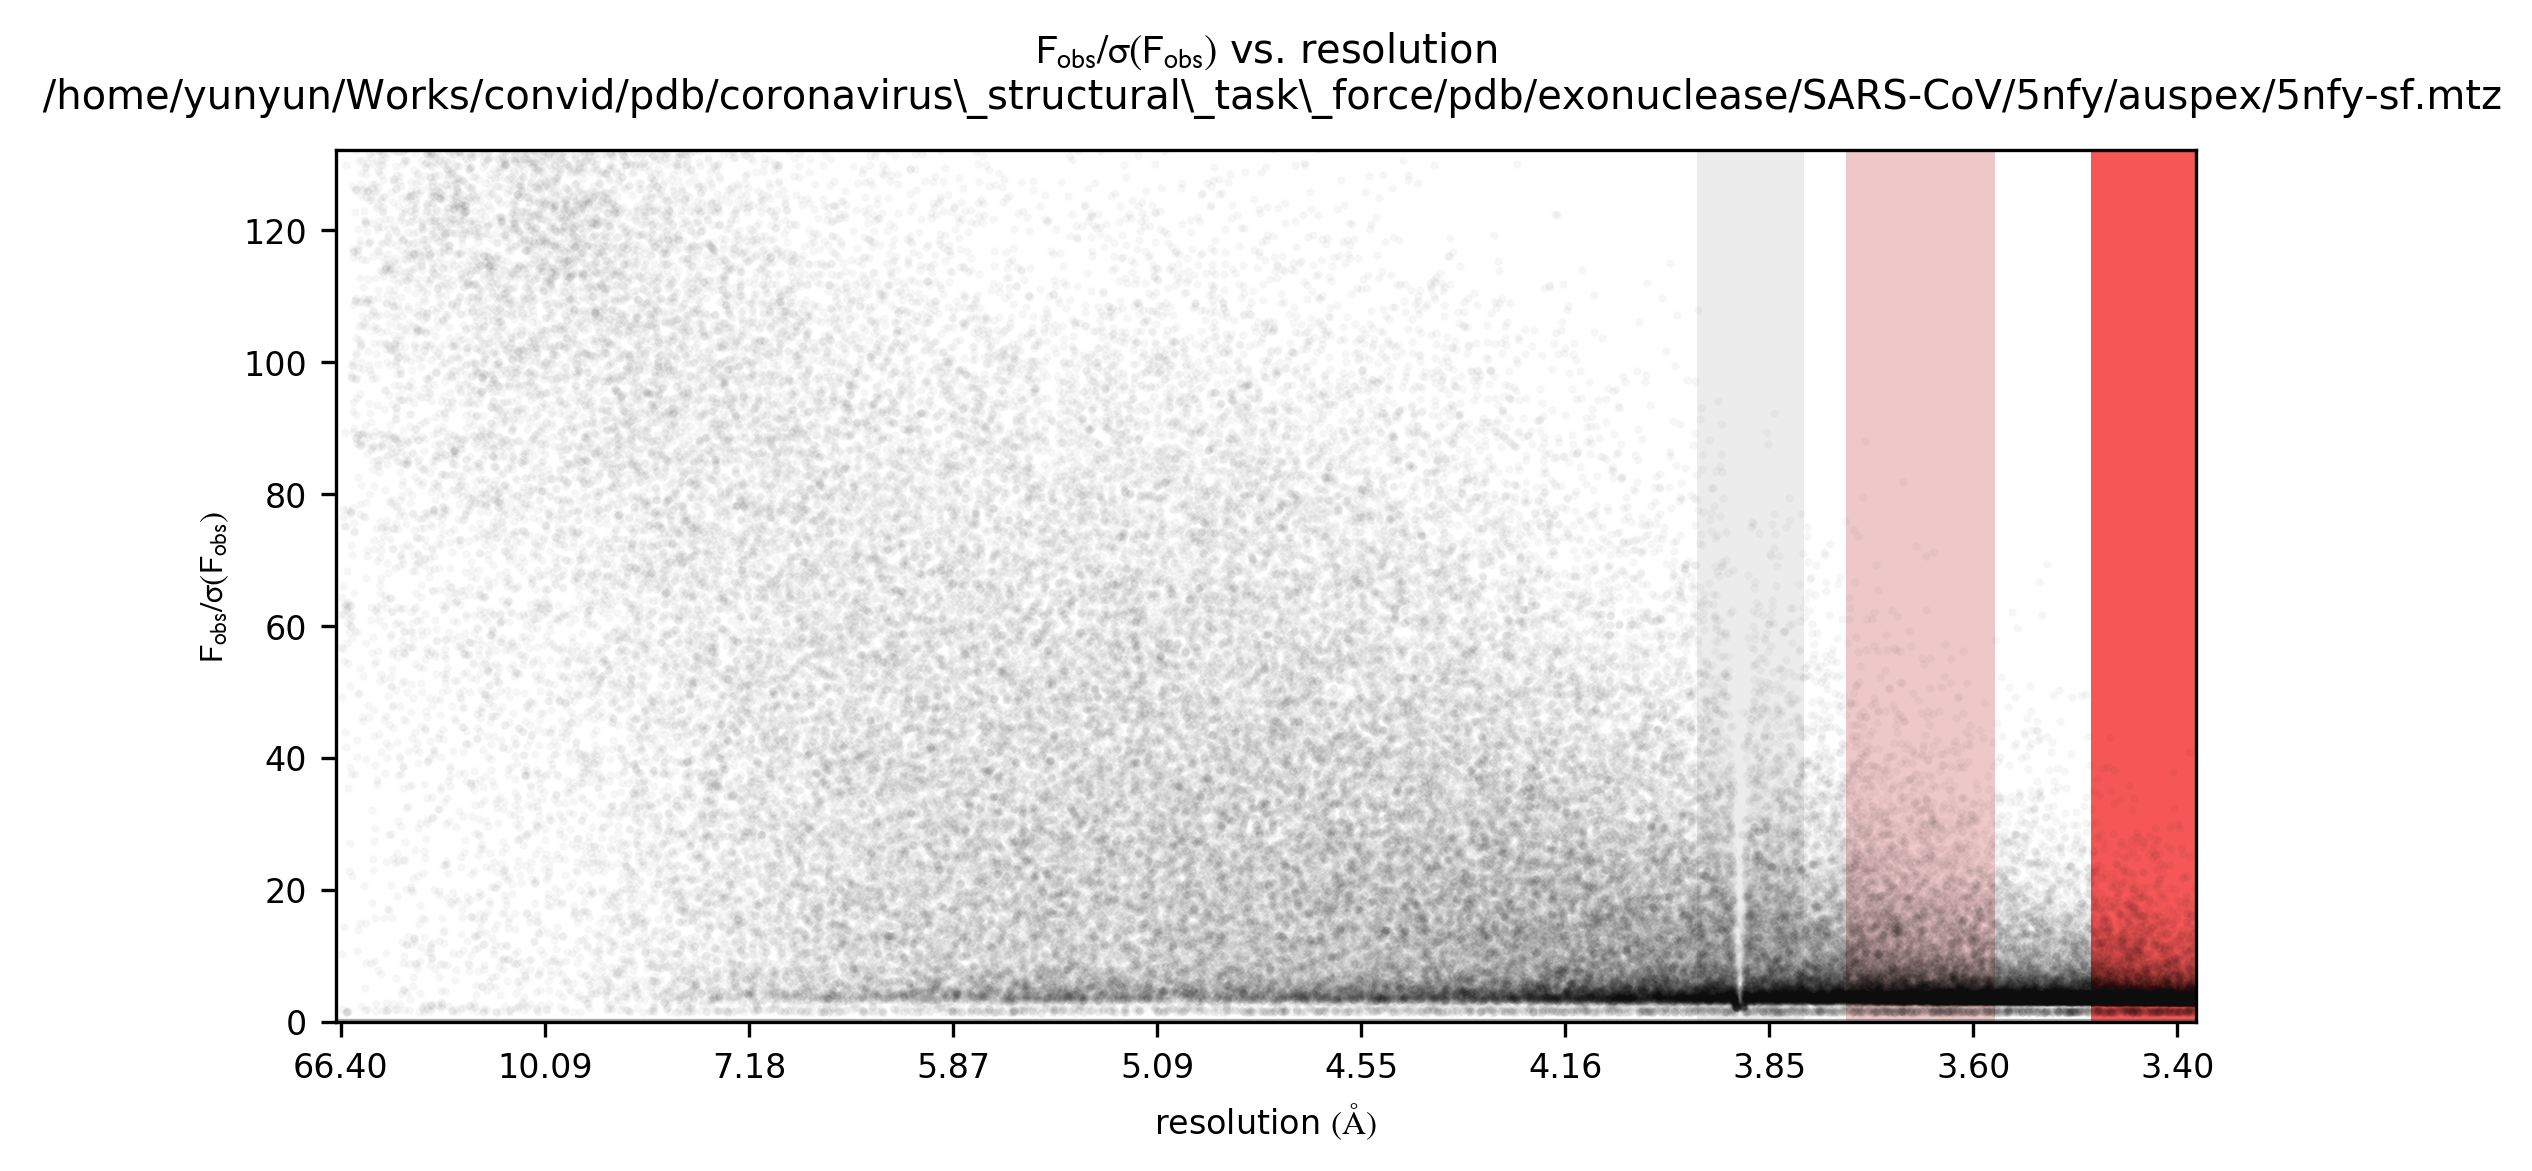 Fobs/σ(Fobs) vs. resolution
/home/yunyun/Works/convid/pdb/coronavirus\_structural\_task\_force/pdb/exonuclease/SARS-CoV/5nfy/auspex/5nfy-sf.mtz
120
100
80
60
40
20
0
Fobs/σ(Fobs)
66.40 10.09 7.18 5.87 5.09 4.55 4.16 3.85 3.60 3.40
resolution (Å)